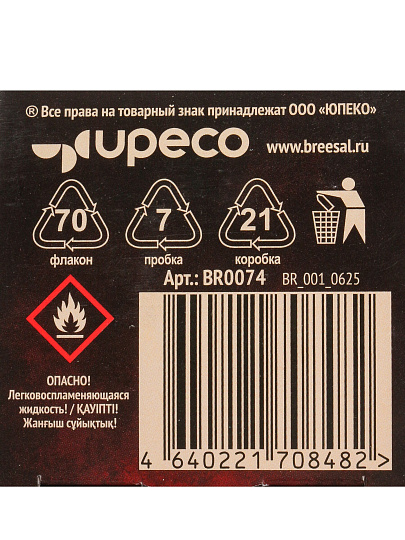 ® Все права на товарный знак принадлежат ООО «ЮПЕКО»
upeco www.breesal.ru
70 7 21
флакон пробка коробка
Арт.: BR0074 BR_001_0625
ОПАСНО!
Легковоспламеняющаяся
жидкость! / ҚАУІПТІ!
Жанғыш сұйықтық!
4 640221 708482 >